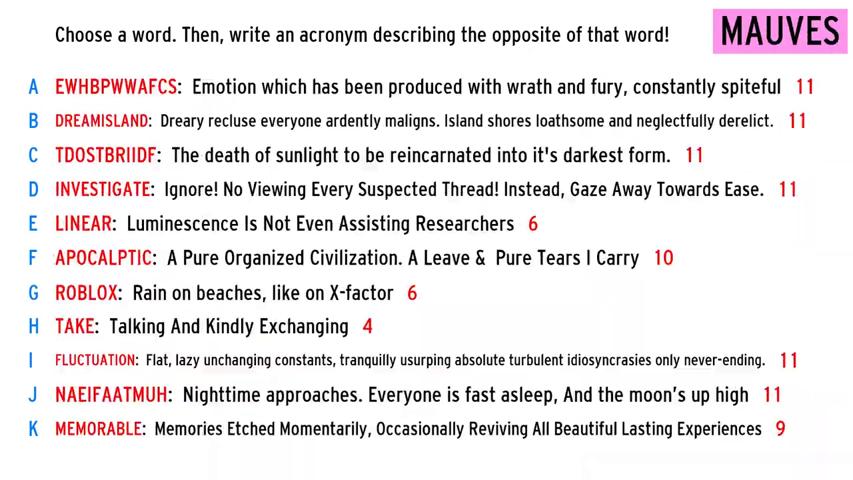 Choose a word. Then, write an acronym describing the opposite of that word!
MAUVES
A EWHBPWWAFCS: Emotion which has been produced with wrath and fury, constantly spiteful 11
B DREAMISLAND: Dreary recluse everyone ardently maligns. Island shores loathsome and neglectfully derelict. 11
C TDOSTBRIIDF: The death of sunlight to be reincarnated into it's darkest form. 11
D INVESTIGATE: Ignore! No Viewing Every Suspected Thread! Instead, Gaze Away Towards Ease. 11
E LINEAR: Luminescence Is Not Even Assisting Researchers 6
F APOCALPTIC: A Pure Organized Civilization. A Leave & Pure Tears I Carry 10
G ROBLOX: Rain on beaches, like on X-factor 6
H TAKE: Talking And Kindly Exchanging 4
I FLUCTUATION: Flat, lazy unchanging constants, tranquilly usurping absolute turbulent idiosyncrasies only never-ending. 11
J NAEIFAATMUH: Nighttime approaches. Everyone is fast asleep, And the moon's up high 11
K MEMORABLE: Memories Etched Momentarily, Occasionally Reviving All Beautiful Lasting Experiences 9